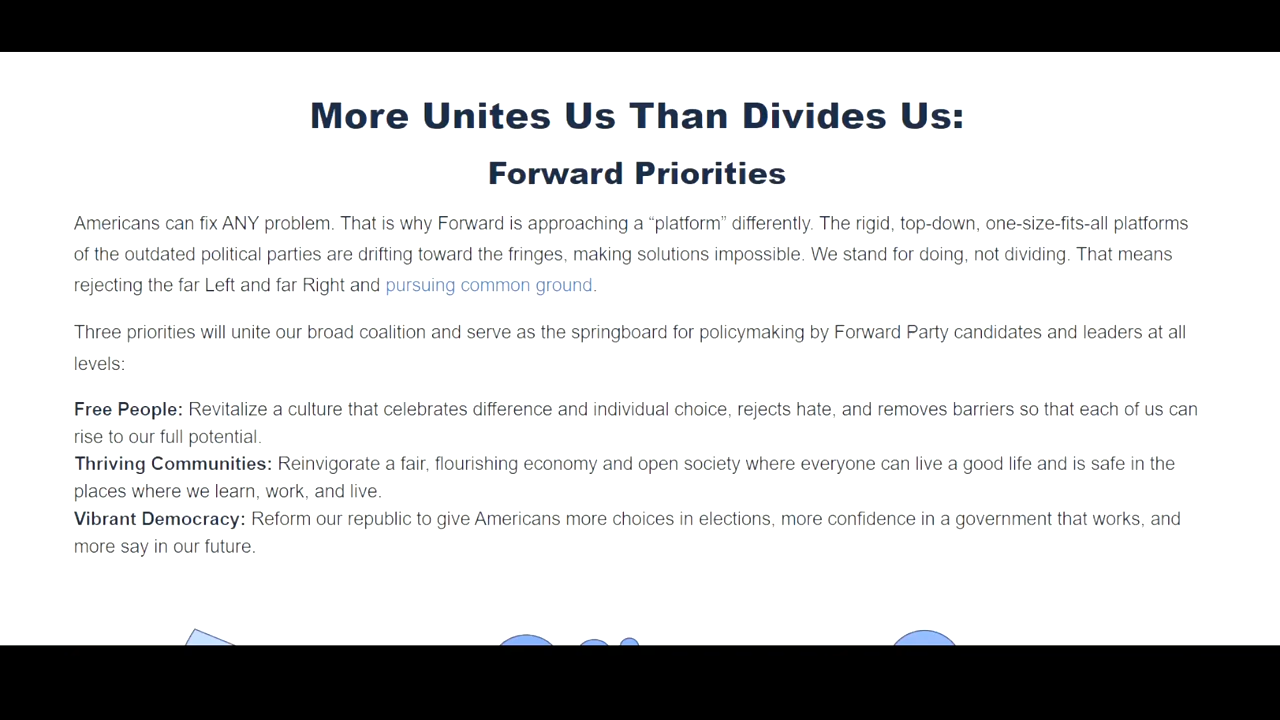 More Unites Us Than Divides Us:
Forward Priorities
Americans can fix ANY problem. That is why Forward is approaching a “platform” differently. The rigid, top-down, one-size-fits-all platforms
of the outdated political parties are drifting toward the fringes, making solutions impossible. We stand for doing, not dividing. That means
rejecting the far Left and far Right and pursuing common ground.
Three priorities will unite our broad coalition and serve as the springboard for policymaking by Forward Party candidates and leaders at all
levels:
Free People: Revitalize a culture that celebrates difference and individual choice, rejects hate, and removes barriers so that each of us can
rise to our full potential.
Thriving Communities: Reinvigorate a fair, flourishing economy and open society where everyone can live a good life and is safe in the
places where we learn, work, and live.
Vibrant Democracy: Reform our republic to give Americans more choices in elections, more confidence in a government that works, and
more say in our future.